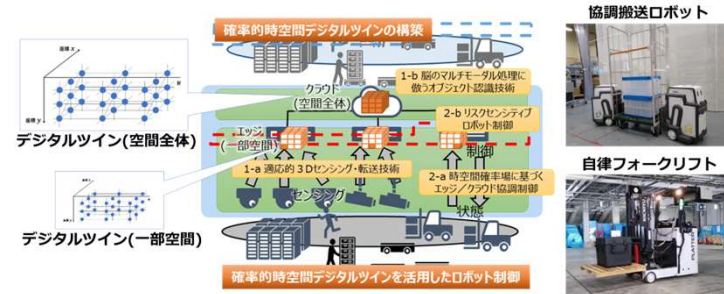 確率的時空間デジタルツインの構築
協調搬送ロボット
座標 x
座標 y
クラウド
(空間全体)
1-b 脳のマルチモーダル処理に
倣うオブジェクト認識技術
デジタルツイン(空間全体)
2-b リスクセンシティブ
ロボット制御
エッジ
(一部空間)
制御
1-a 適応的3Dセンシング・転送技術
センシング
2-a 時空間確率場に基づく
エッジ／クラウド協調制御
状態
自律フォークリフト
デジタルツイン(一部空間)
確率的時空間デジタルツインを活用したロボット制御
PLATTER